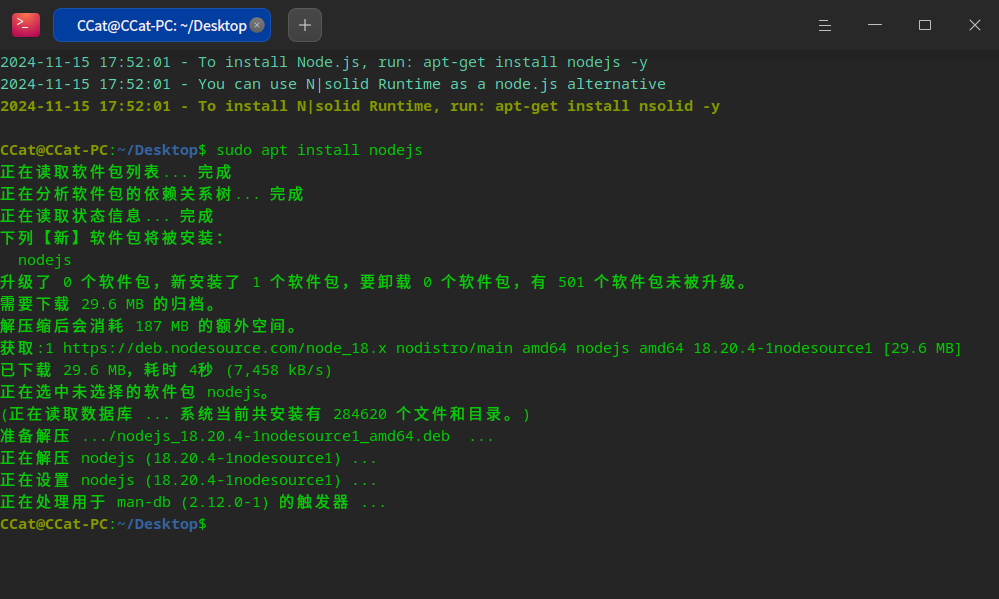 CCat@CCat-PC: ~/Desktop
2024-11-15 17:52:01 - To install Node.js, run: apt-get install nodejs -y
2024-11-15 17:52:01 - You can use N|solid Runtime as a node.js alternative
2024-11-15 17:52:01 - To install N|solid Runtime, run: apt-get install nsolid -y
CCat@CCat-PC:~/Desktop$ sudo apt install nodejs
正在读取软件包列表... 完成
正在分析软件包的依赖关系树... 完成
正在读取状态信息... 完成
下列【新】软件包将被安装：
  nodejs
升级了 0 个软件包，新安装了 1 个软件包，要卸载 0 个软件包，有 501 个软件包未被升级。
需要下载 29.6 MB 的归档。
解压缩后会消耗 187 MB 的额外空间。
获取:1 https://deb.nodesource.com/node_18.x nodistro/main amd64 nodejs amd64 18.20.4-1nodesource1 [29.6 MB]
已下载 29.6 MB，耗时 4秒 (7,458 kB/s)
正在选中未选择的软件包 nodejs。
(正在读取数据库 ... 系统当前共安装有 284620 个文件和目录。)
准备解压 .../nodejs_18.20.4-1nodesource1_amd64.deb  ...
正在解压 nodejs (18.20.4-1nodesource1) ...
正在设置 nodejs (18.20.4-1nodesource1) ...
正在处理用于 man-db (2.12.0-1) 的触发器 ...
CCat@CCat-PC:~/Desktop$